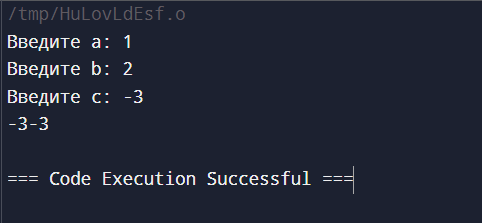 /tmp/HuLovLdEsf.o
Введите a: 1
Введите b: 2
Введите c: -3
-3-3
=== Code Execution Successful ===